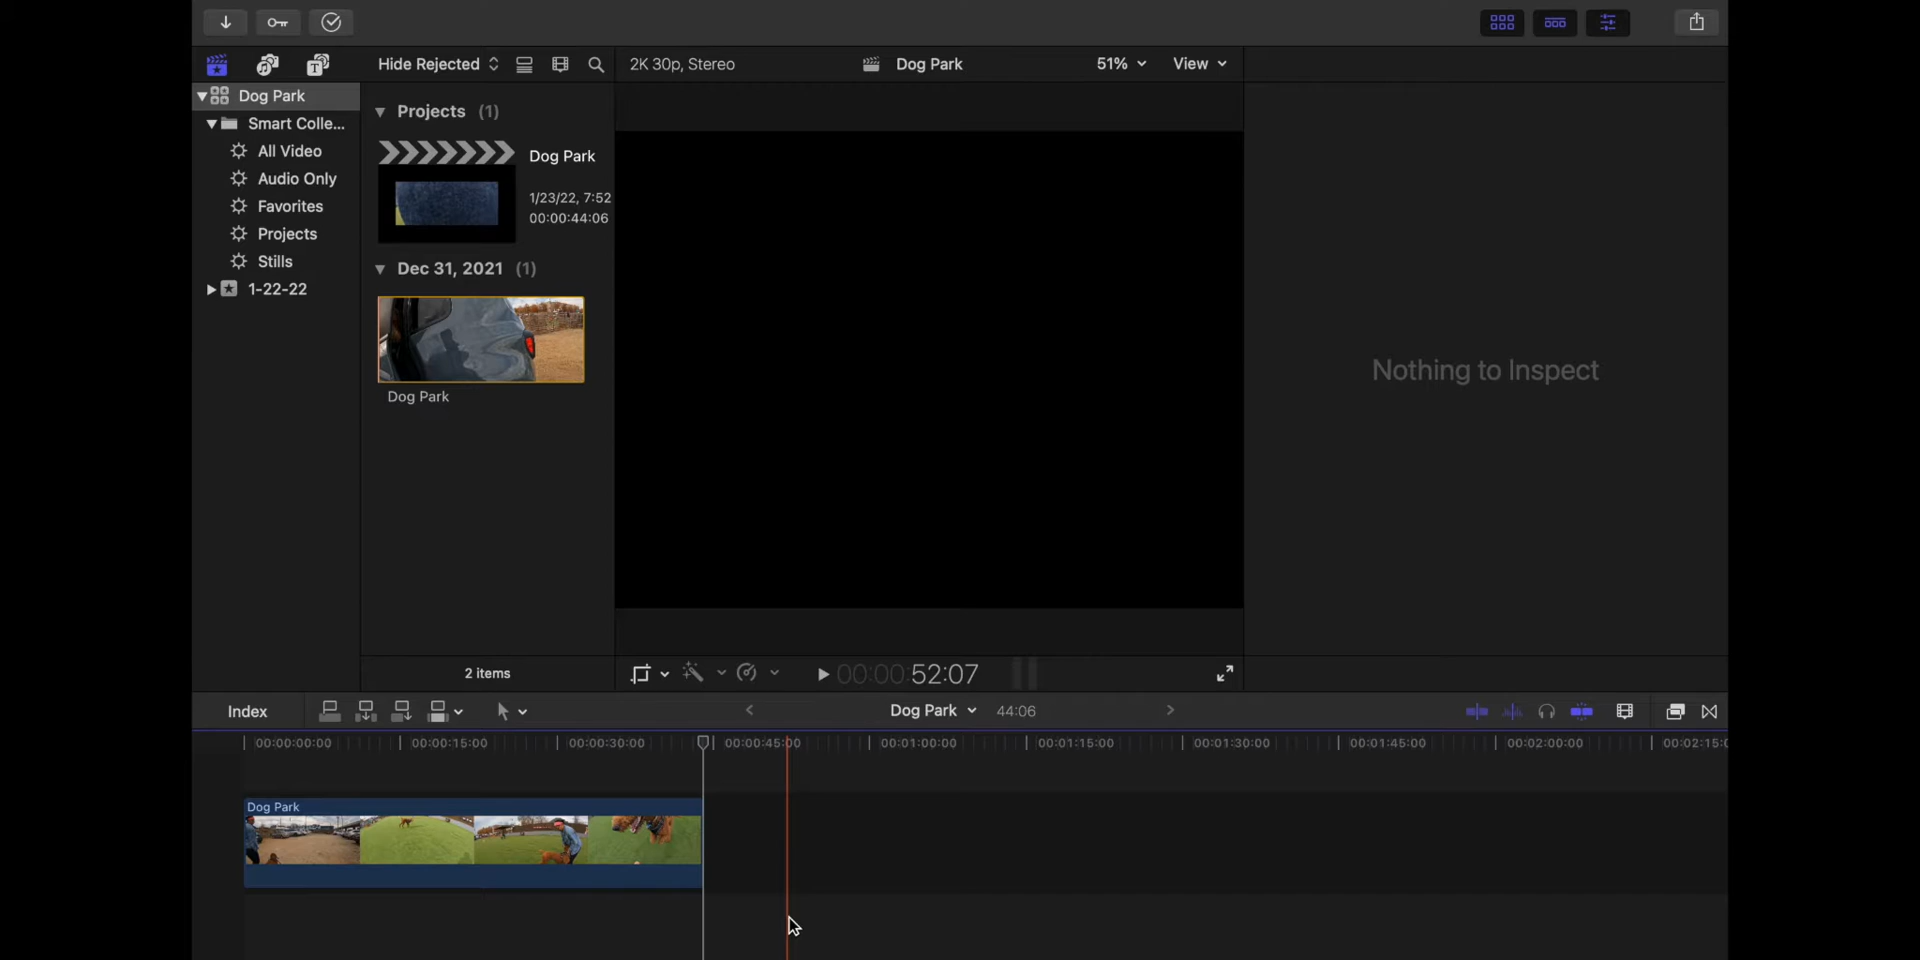 Hide Rejected
2K 30p, Stereo
Dog Park
51%
View
Dog Park
Smart Colle...
All Video
Audio Only
Favorites
Projects
Stills
1-22-22
Projects (1)
Dog Park
1/23/22, 7:52
00:00:44:06
Dec 31, 2021 (1)
Dog Park
Nothing to Inspect
2 items
00:00:52:07
Index
Dog Park
44:06
00:00:00:00
00:00:15:00
00:00:30:00
00:00:45:00
00:01:00:00
00:01:15:00
00:01:30:00
00:01:45:00
00:02:00:00
00:02:15:0
Dog Park